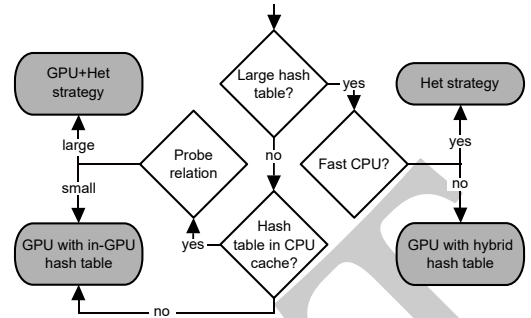 GPU+Het
strategy
Large hash
table?
yes
Het strategy
large
Probe
relation
no
Fast CPU?
yes
small
no
GPU with in-GPU
hash table
yes
Hash
table in CPU
cache?
GPU with hybrid
hash table
no